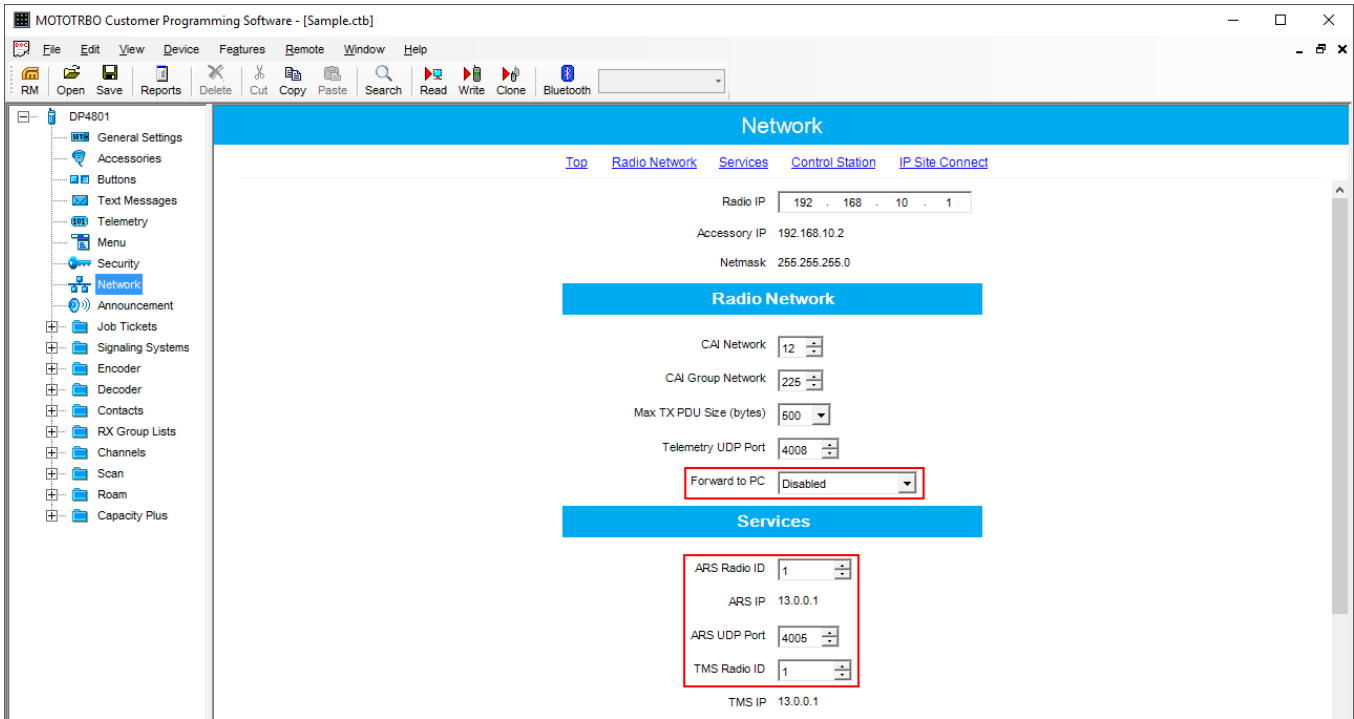 MOTOTRBO Customer Programming Software - [Sample.ctb]
File Edit View Device Features Remote Window Help
RM Open Save Reports Delete Cut Copy Paste Search Read Write Clone Bluetooth
DP4801
General Settings
Accessories
Buttons
Text Messages
Telemetry
Menu
Security
Network
Announcement
Job Tickets
Signaling Systems
Encoder
Decoder
Contacts
RX Group Lists
Channels
Scan
Roam
Capacity Plus
Network
Top Radio Network Services Control Station IP Site Connect
Radio IP 192 . 168 . 10 . 1
Accessory IP 192.168.10.2
Netmask 255.255.255.0
Radio Network
CAI Network 12
CAI Group Network 225
Max TX PDU Size (bytes) 500
Telemetry UDP Port 4008
Forward to PC Disabled
Services
ARS Radio ID 1
ARS IP 13.0.0.1
ARS UDP Port 4005
TMS Radio ID 1
TMS IP 13.0.0.1